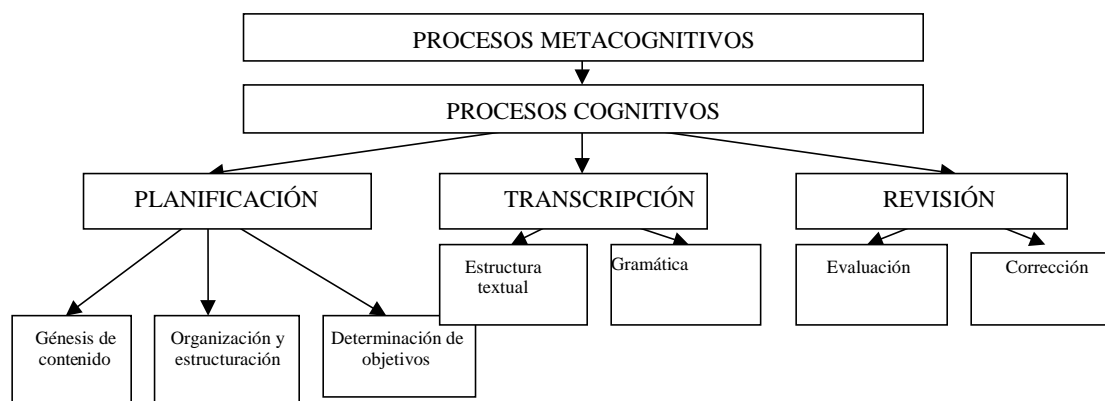 PROCESOS METACOGNITIVOS
PROCESOS COGNITIVOS
PLANIFICACIÓN
TRANSCRIPCIÓN
REVISIÓN
Estructura
textual
Gramática
Evaluación
Corrección
Génesis de
contenido
Organización y
estructuración
Determinación de
objetivos